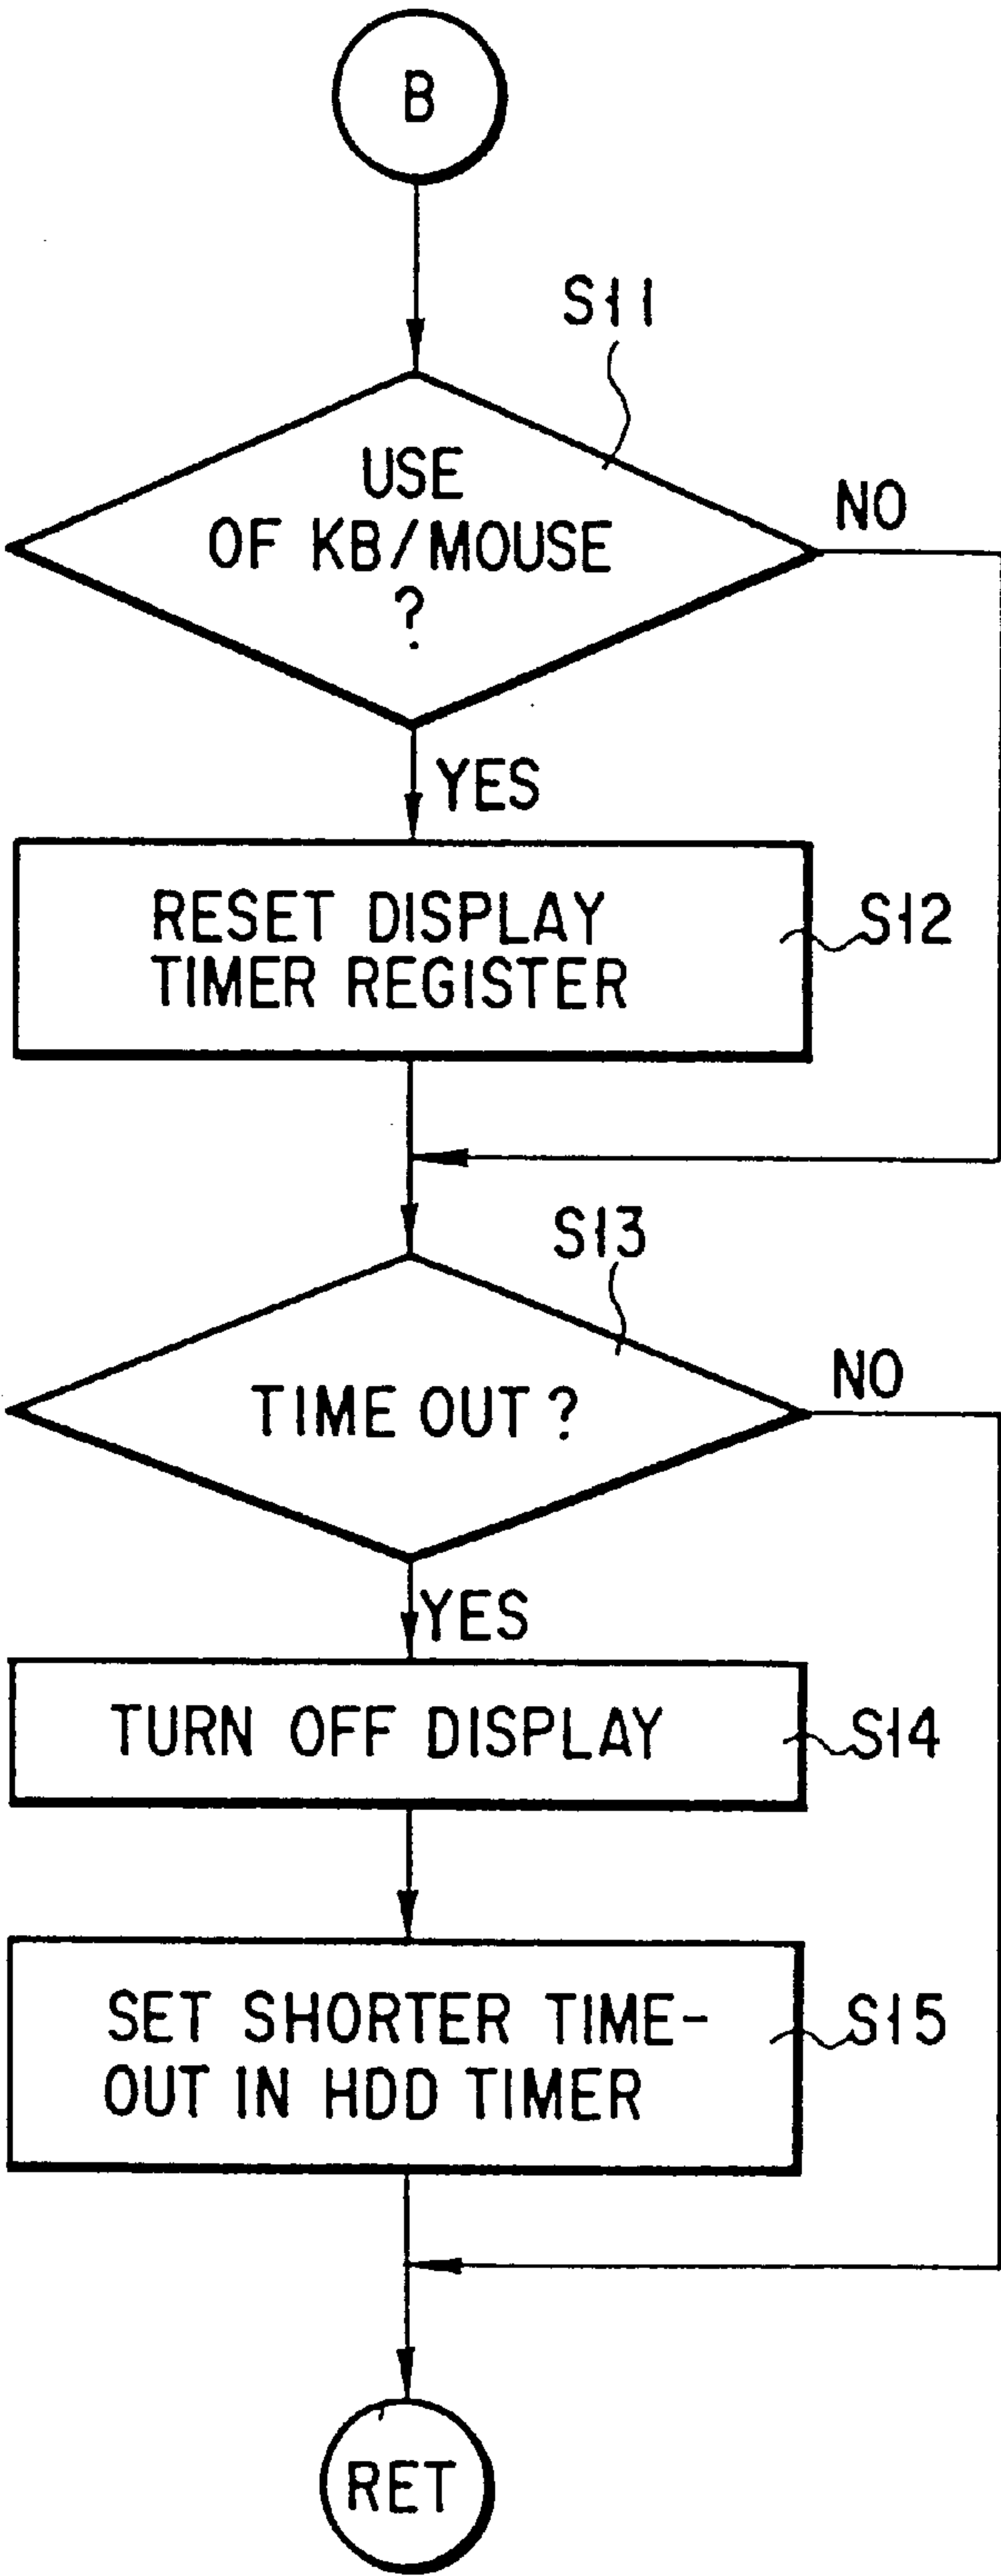 B
S11
USE
OF KB/MOUSE
?
NO
YES
RESET DISPLAY
TIMER REGISTER
S12
S13
TIME OUT?
NO
YES
TURN OFF DISPLAY
S14
SET SHORTER TIME-
OUT IN HDD TIMER
S15
RET